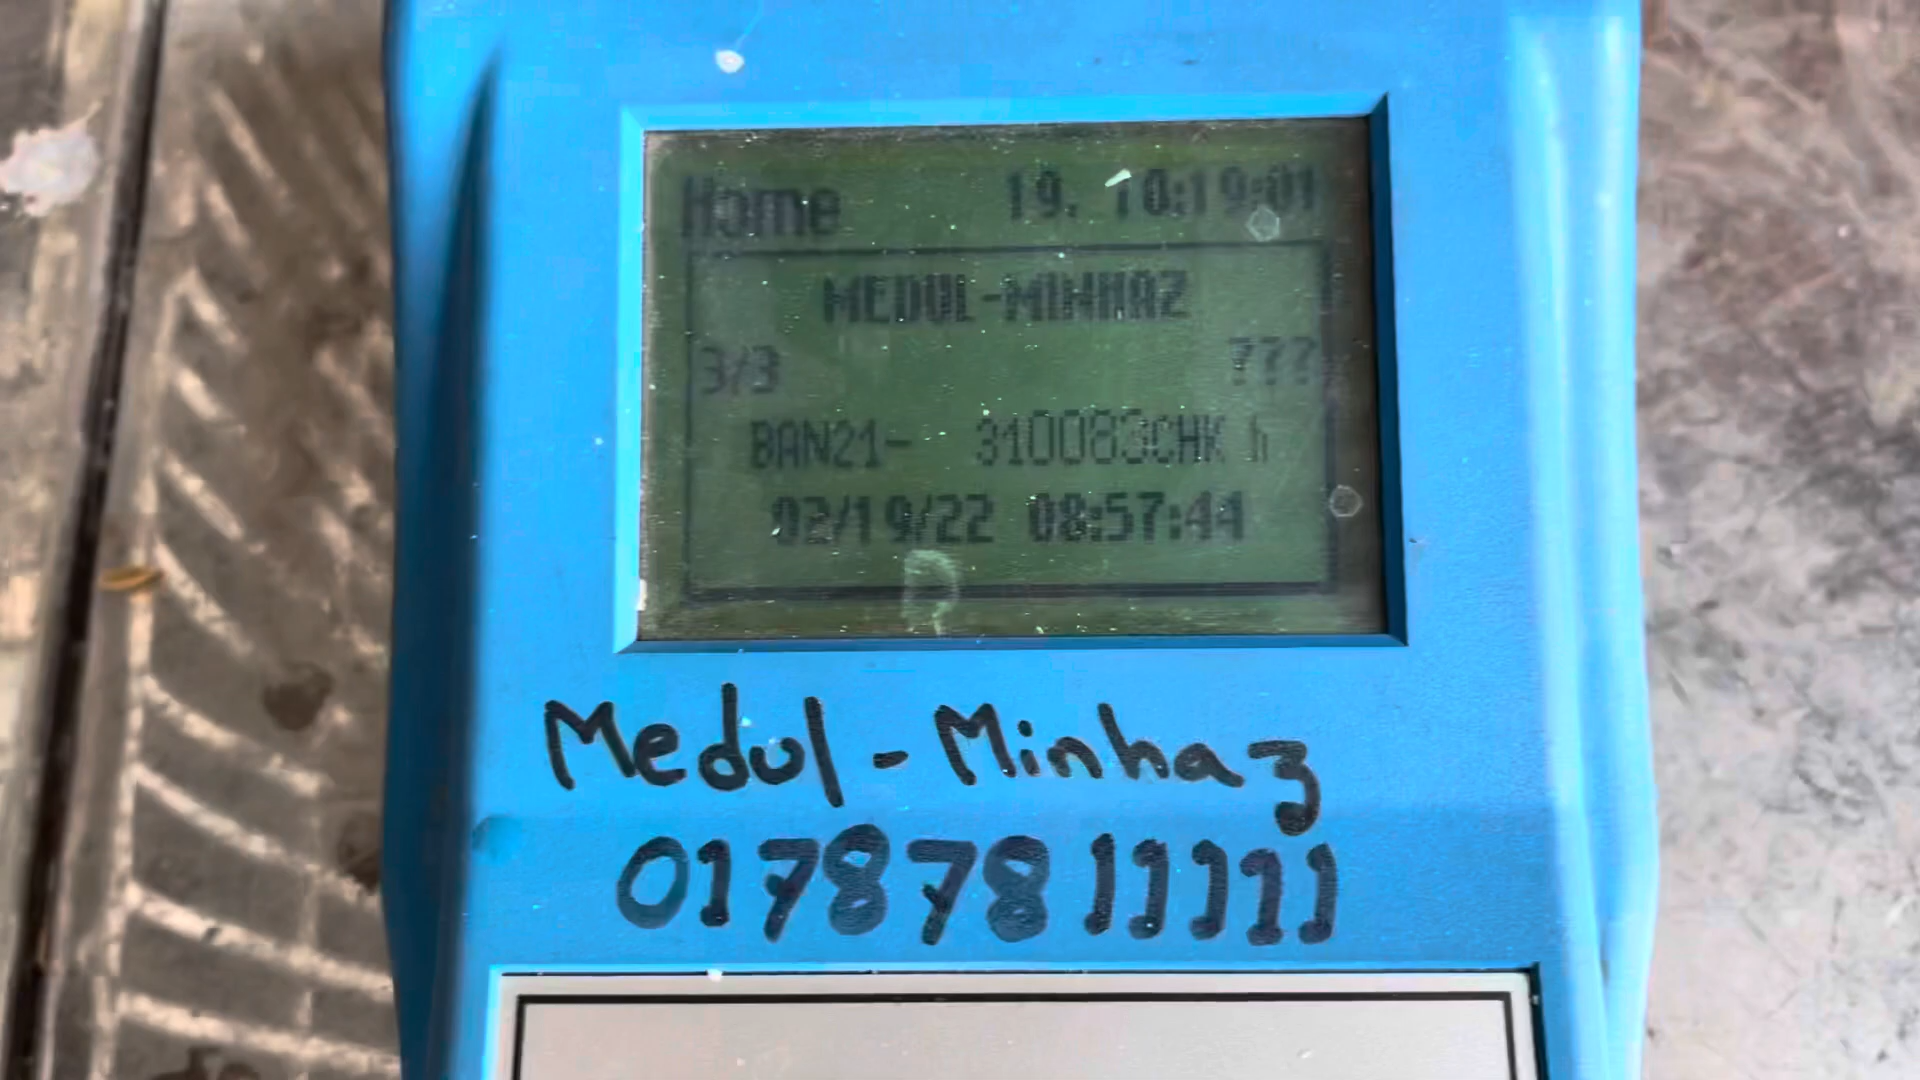 Home 19. 10:19:01
MEDUL-MINHAZ
3/3 ???
BAN21- 310083CHK h
02/19/22 08:57:44
Medul-Minhaz
01787811111